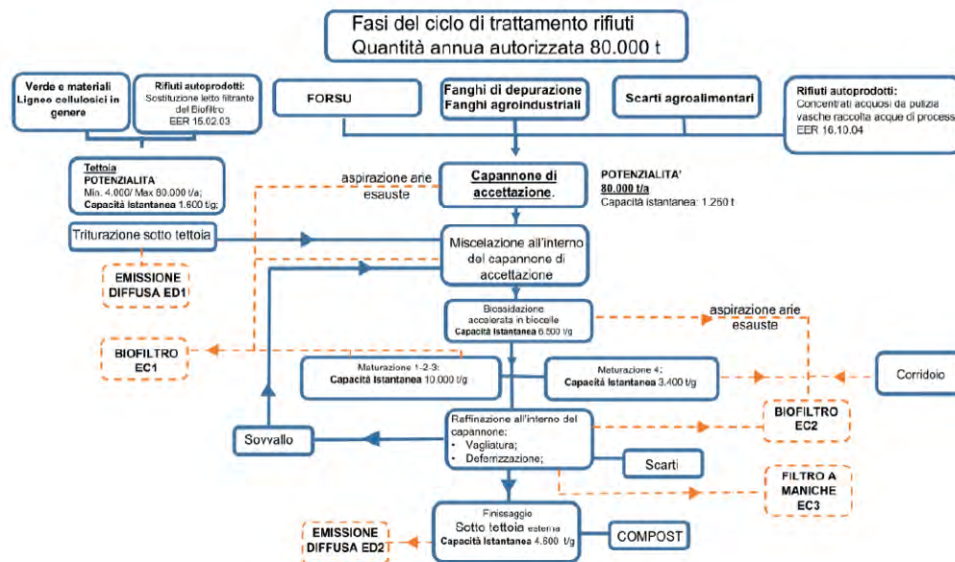 Fasi del ciclo di trattamento rifiuti
Quantità annua autorizzata 80.000 t
Verde e materiali
Ligneo cellulosici in
genere
Rifiuti autoprodotti:
Sostituzione letto filtrante
del Biofiltro
EER 15.02.03
FORSU
Fanghi di depurazione
Fanghi agroindustriali
Scarti agroalimentari
Rifiuti autoprodotti:
Concentrati acquosi da pulizia
vasche raccolta acque di process
EER 16.10.04
Tettoia
POTENZIALITA'
Min. 4.000/ Max 80.000 t/a;
Capacità Istantanea 1.600 t/g;
aspirazione arie
esauste
Capannone di
accettazione.
POTENZIALITA'
80.000 t/a
Capacità istantanea: 1.250 t
Triturazione sotto tettoia
Miscelazione all'interno
del capannone di
accettazione
EMISSIONE
DIFFUSA ED1
Biossidazione
accelerata in biocelle
Capacità Istantanea 6.500 t/g
aspirazione arie
esauste
BIOFILTRO
EC1
Maturazione 1-2-3:
Capacità Istantanea 10.000 t/g
Maturazione 4:
Capacità Istantanea 3.400 t/g
Corridoio
BIOFILTRO
EC2
Sovvallo
Raffinazione all'interno del
capannone:
• Vagliatura;
• Deferrizzazione;
Scarti
FILTRO A
MANICHE
EC3
Finissaggio
Sotto tettoia esterna
Capacità Istantanea 4.600 t/g
EMISSIONE
DIFFUSA ED2
COMPOST